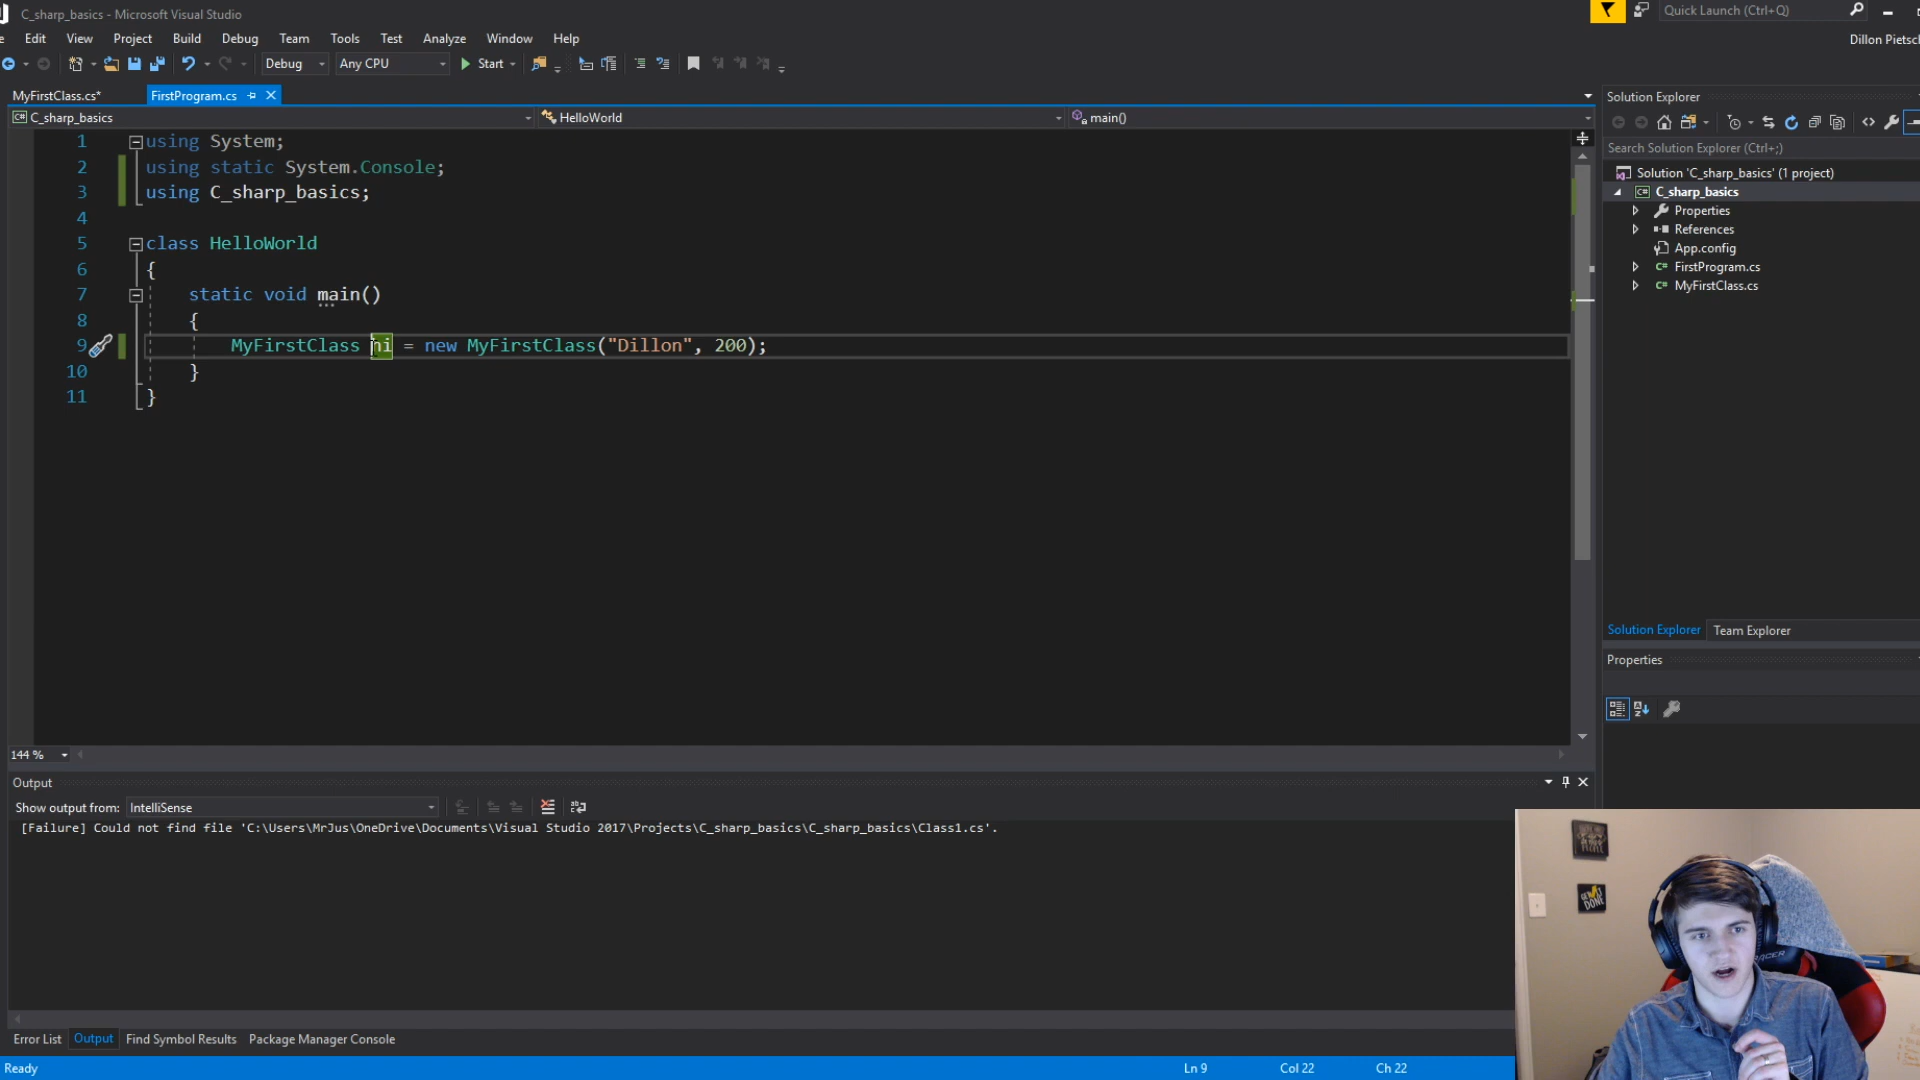 C_sharp_basics - Microsoft Visual Studio
Quick Launch (Ctrl+Q)
Edit View Project Build Debug Team Tools Test Analyze Window Help
Debug Any CPU Start
MyFirstClass.cs*
FirstProgram.cs
C_sharp_basics
HelloWorld
main()
1 using System;
2 using static System.Console;
3 using C_sharp_basics;
4
5 class HelloWorld
6 {
7 static void main()
8 {
9 MyFirstClass hi = new MyFirstClass("Dillon", 200);
10 }
11 }
144 %
Solution Explorer
Search Solution Explorer (Ctrl+;)
Solution 'C_sharp_basics' (1 project)
C_sharp_basics
Properties
References
App.config
FirstProgram.cs
MyFirstClass.cs
Solution Explorer Team Explorer
Properties
Output
Show output from: IntelliSense
[Failure] Could not find file 'C:\Users\MrJus\OneDrive\Documents\Visual Studio 2017\Projects\C_sharp_basics\C_sharp_basics\Class1.cs'.
Error List Output Find Symbol Results Package Manager Console
Ready Ln 9 Col 22 Ch 22